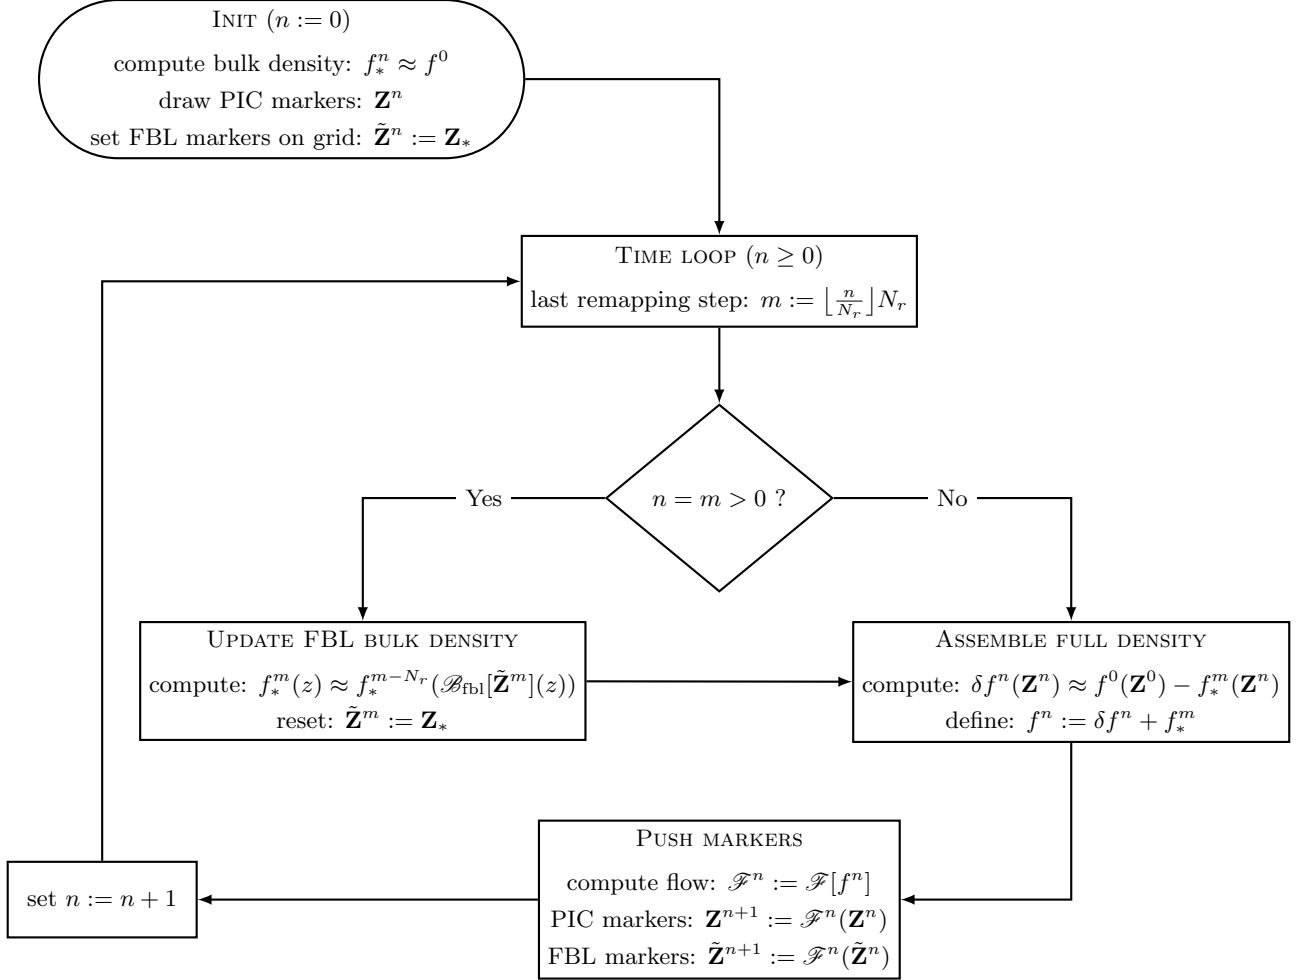 INIT (n := 0)
compute bulk density: f_*^n ≈ f^0
draw PIC markers: 𝐙^n
set FBL markers on grid: 𝐙̃^n := 𝐙_*
TIME LOOP (n ≥ 0)
last remapping step: m := ⌊n/N_r⌋N_r
n = m > 0 ?
Yes
No
UPDATE FBL BULK DENSITY
compute: f_*^m(z) ≈ f_*^{m−N_r}(ℬ_fbl[𝐙̃^m](z))
reset: 𝐙̃^m := 𝐙_*
ASSEMBLE FULL DENSITY
compute: δf^n(𝐙^n) ≈ f^0(𝐙^0) − f_*^m(𝐙^n)
define: f^n := δf^n + f_*^m
PUSH MARKERS
compute flow: ℱ^n := ℱ[f^n]
PIC markers: 𝐙^{n+1} := ℱ^n(𝐙^n)
FBL markers: 𝐙̃^{n+1} := ℱ^n(𝐙̃^n)
set n := n + 1